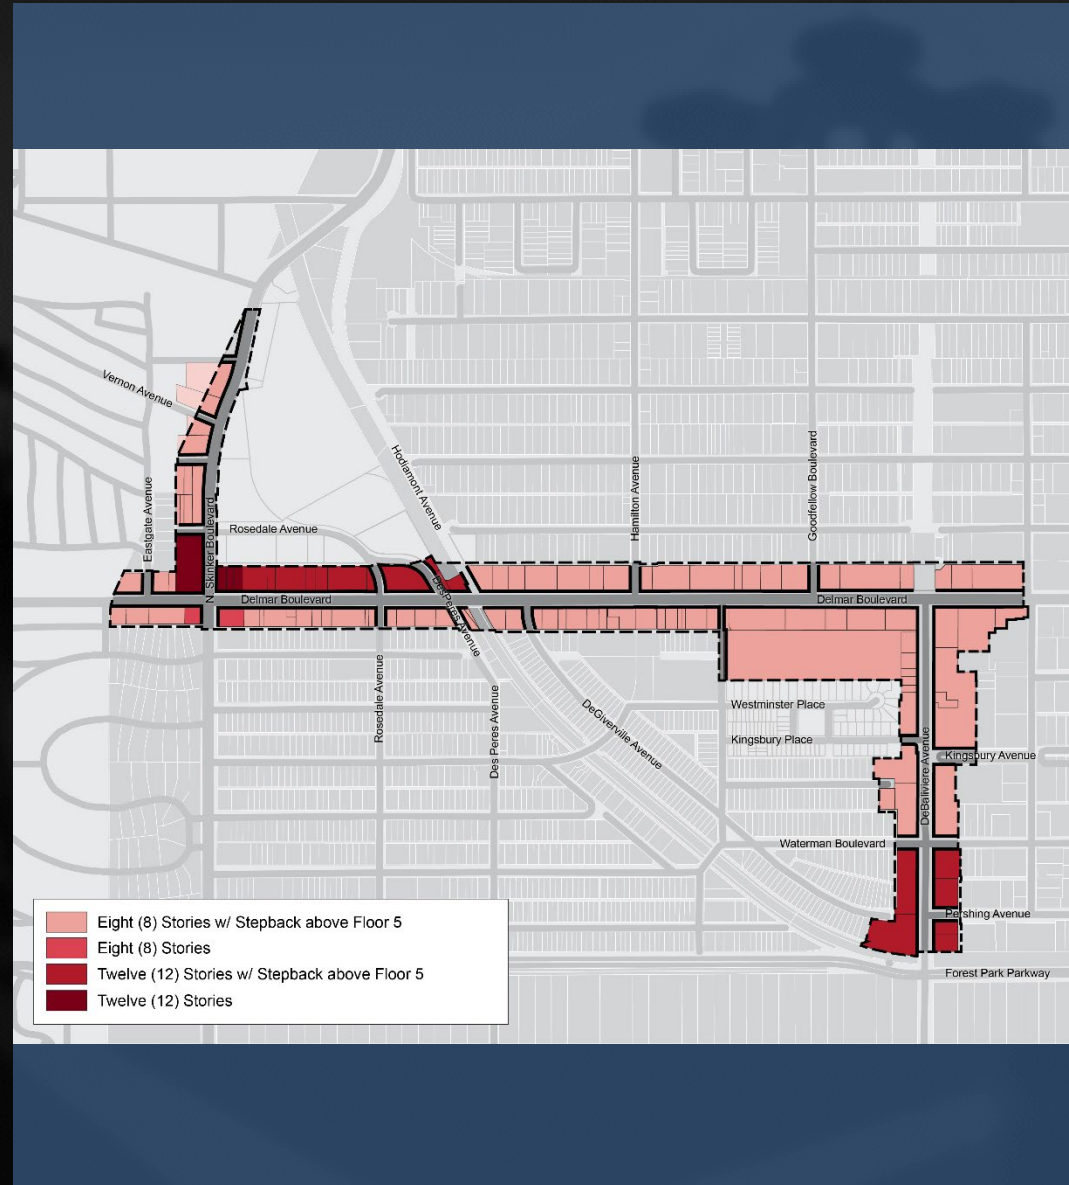 Vernon Avenue
Eastgate Avenue
N. Skinker Boulevard
Rosedale Avenue
Hodiamont Avenue
Hamilton Avenue
Goodfellow Boulevard
Delmar Boulevard
Delmar Boulevard
DesPeres Avenue
Rosedale Avenue
Des Peres Avenue
DeGiverville Avenue
Westminster Place
Kingsbury Place
DeBaliviere Avenue
Kingsbury Avenue
Waterman Boulevard
Pershing Avenue
Forest Park Parkway
Eight (8) Stories w/ Stepback above Floor 5
Eight (8) Stories
Twelve (12) Stories w/ Stepback above Floor 5
Twelve (12) Stories